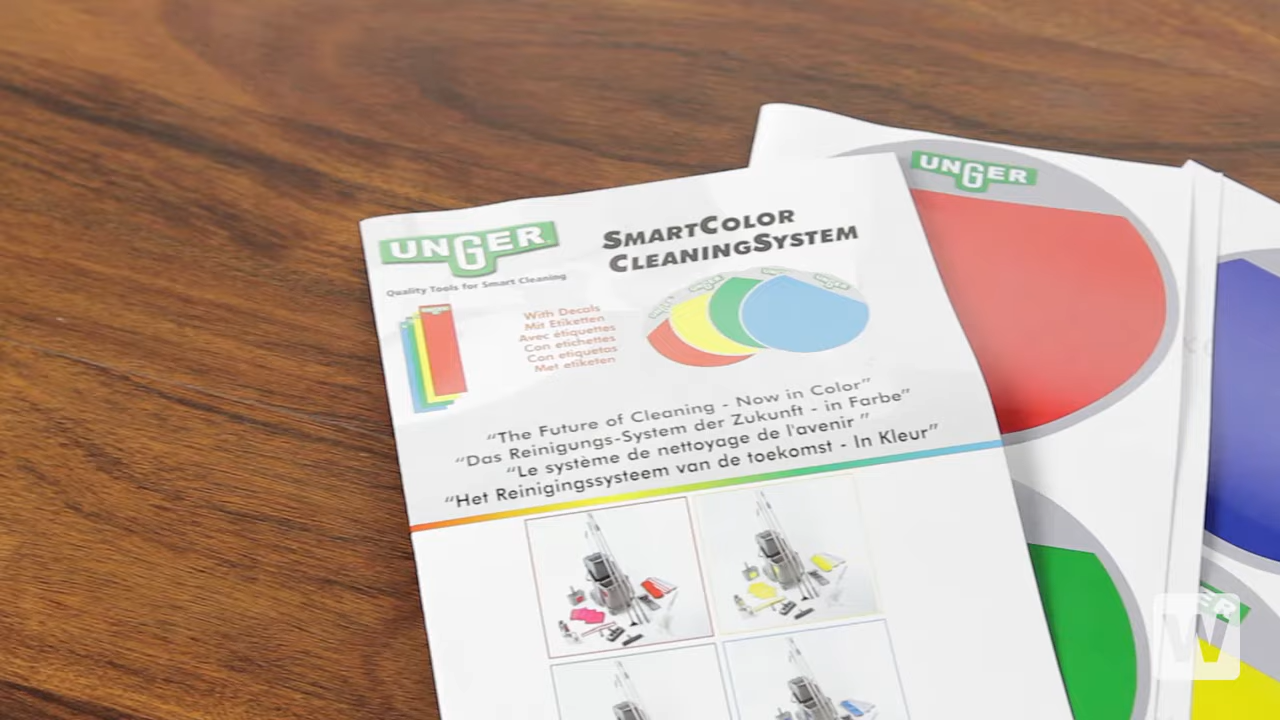 UNGER
Quality Tools for Smart Cleaning
SMARTCOLOR
CLEANINGSYSTEM
With Decals
Mit Etiketten
Avec étiquettes
Con etichettes
Con etiquetas
Met etiketen
“The Future of Cleaning - Now in Color”
“Das Reinigungs-System der Zukunft - in Farbe”
“Le système de nettoyage de l'avenir ”
“Het Reinigingssysteem van de toekomst - In Kleur”
UNGER
W